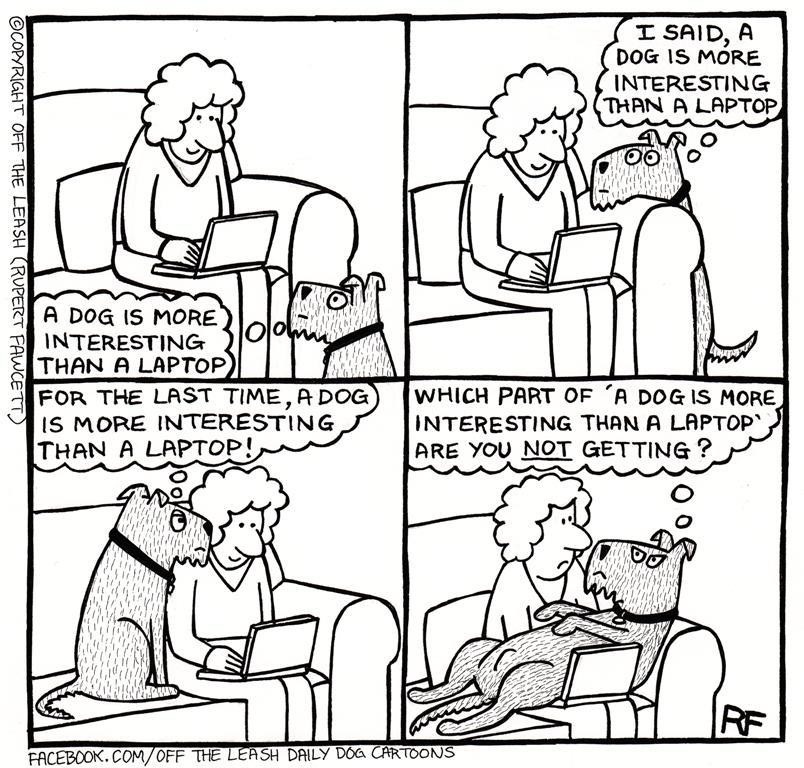 ©COPYRIGHT OFF THE LEASH (RUPERT FAWCETT)
A DOG IS MORE
INTERESTING
THAN A LAPTOP
I SAID, A
DOG IS MORE
INTERESTING
THAN A LAPTOP
FOR THE LAST TIME, A DOG
IS MORE INTERESTING
THAN A LAPTOP!
WHICH PART OF 'A DOG IS MORE
INTERESTING THAN A LAPTOP'
ARE YOU NOT GETTING?
RF
FACEBOOK.COM/OFF THE LEASH DAILY DOG CARTOONS